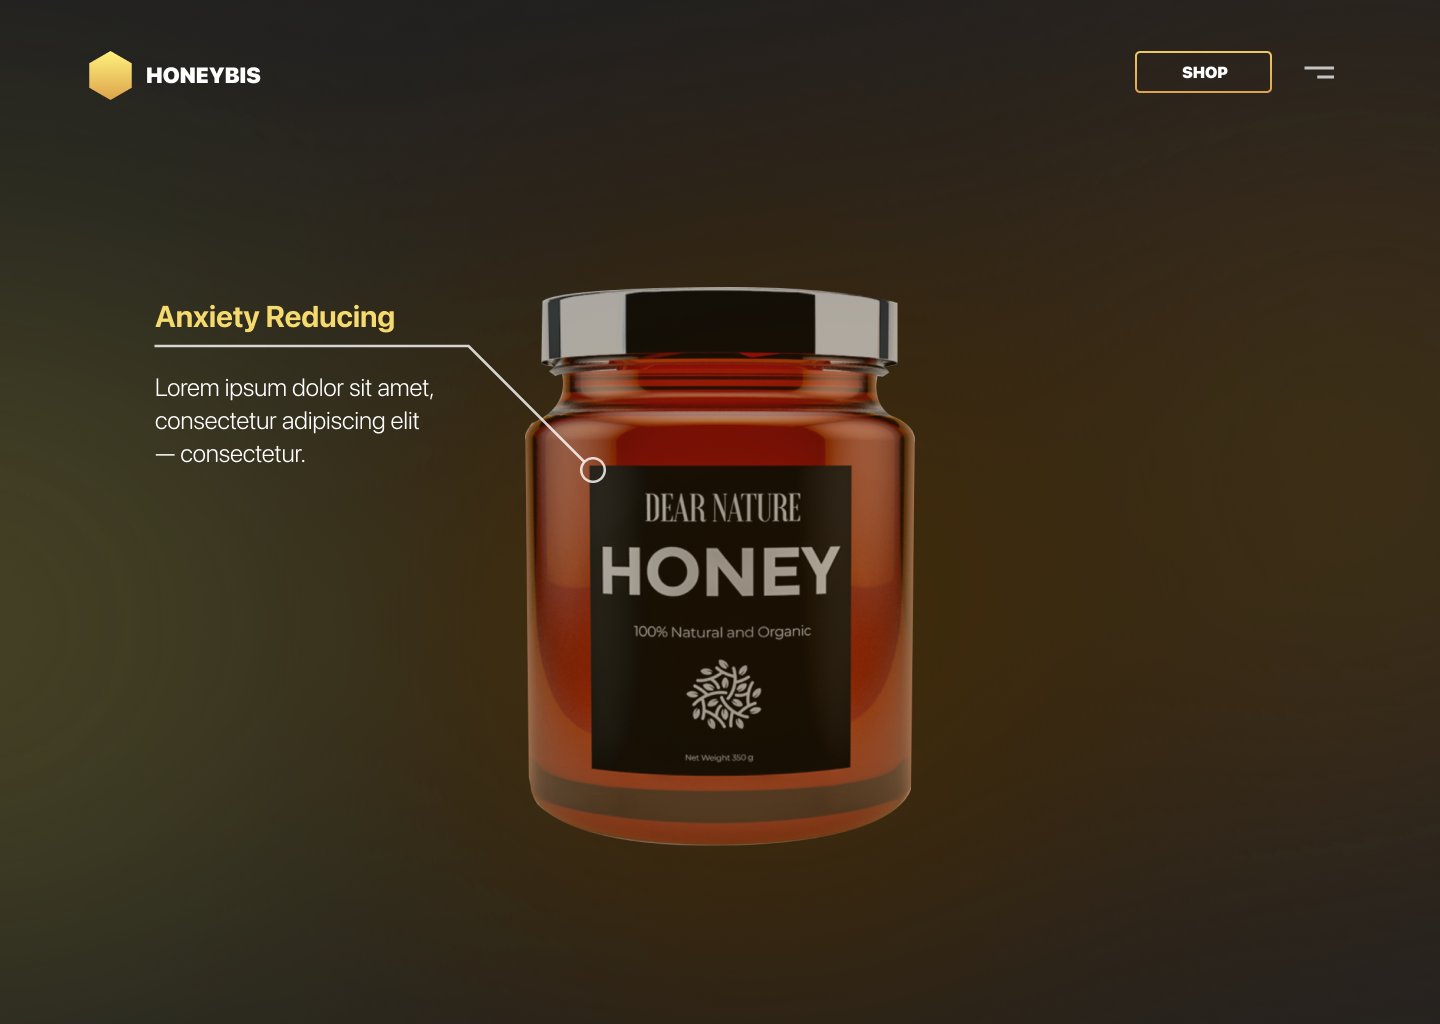 HONEYBIS
SHOP
Anxiety Reducing
Lorem ipsum dolor sit amet,
consectetur adipiscing elit
— consectetur.
DEAR NATURE
HONEY
100% Natural and Organic
Net Weight 350 g